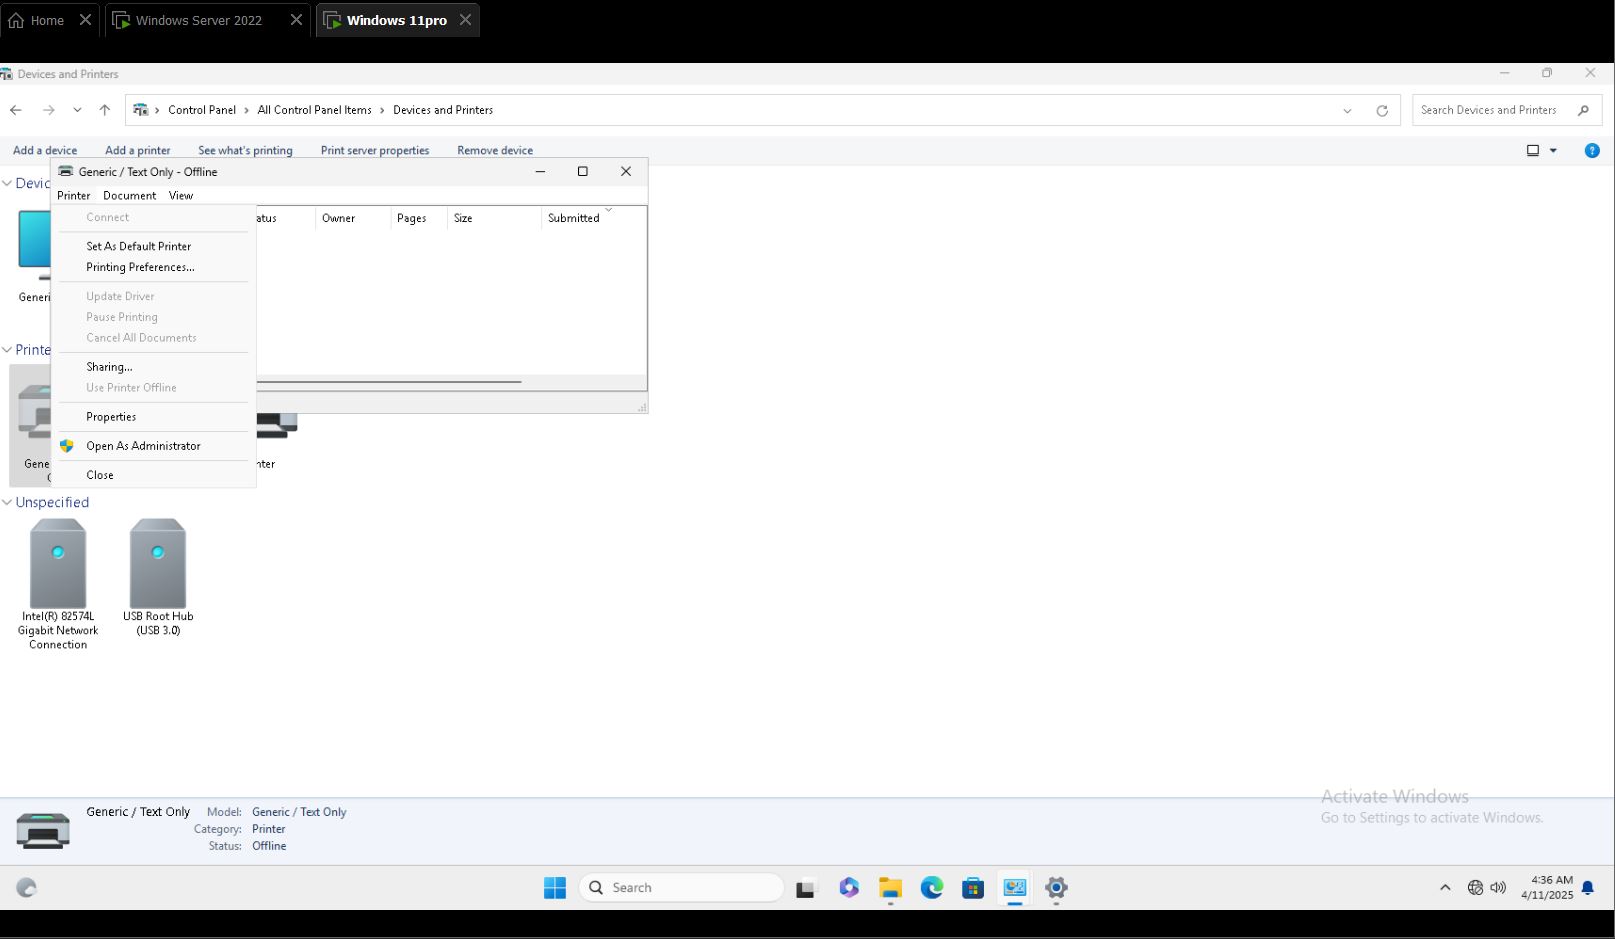 Home
Windows Server 2022
Windows 11pro
Devices and Printers
Control Panel > All Control Panel Items > Devices and Printers
Search Devices and Printers
Add a device
Add a printer
See what's printing
Print server properties
Remove device
Devic
Generic / Text Only - Offline
Printer Document View
Connect
atus
Owner
Pages
Size
Submitted
Set As Default Printer
Printing Preferences...
Generi
Update Driver
Pause Printing
Cancel All Documents
Printe
Sharing...
Use Printer Offline
Properties
Open As Administrator
Gene
nter
Close
Unspecified
Intel(R) 82574L
Gigabit Network
Connection
USB Root Hub
(USB 3.0)
Activate Windows
Go to Settings to activate Windows.
Generic / Text Only
Model: Generic / Text Only
Category: Printer
Status: Offline
Search
4:36 AM
4/11/2025